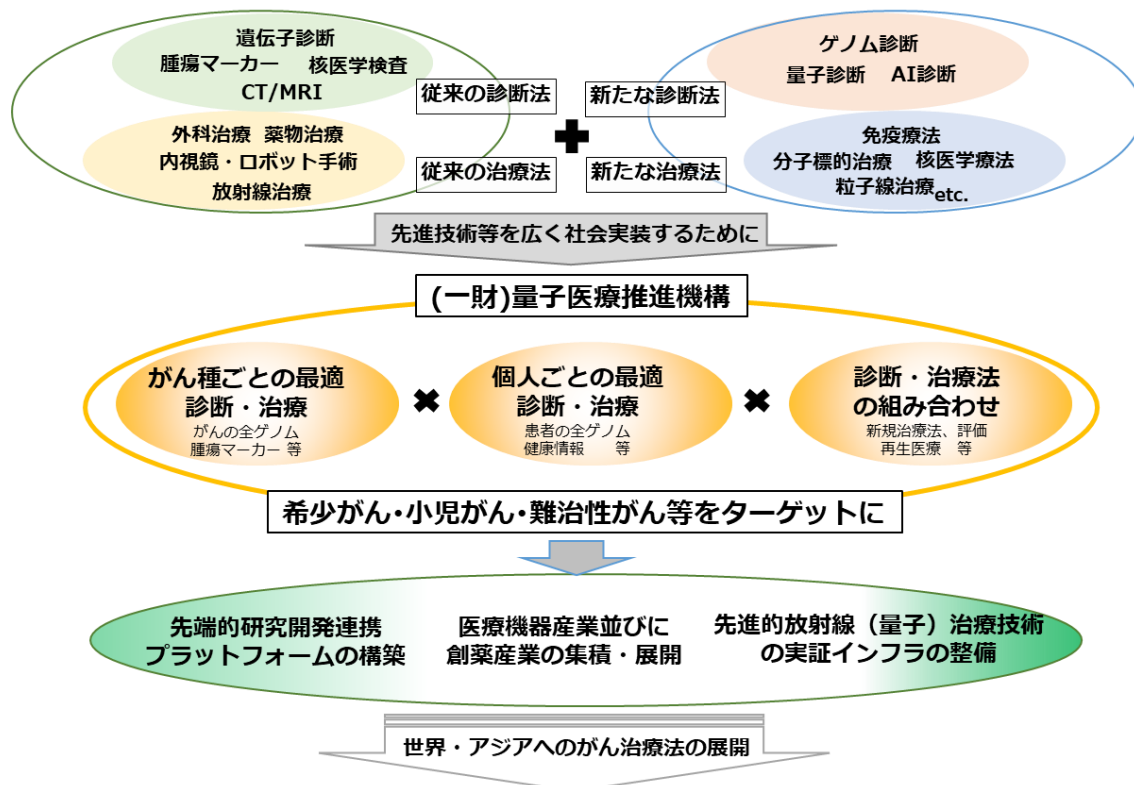 遺伝子診断
腫瘍マーカー 核医学検査
CT/MRI
従来の診断法
外科治療 薬物治療
内視鏡・ロボット手術
放射線治療
従来の治療法
ゲノム診断
量子診断 AI診断
新たな診断法
免疫療法
分子標的治療 核医学療法
粒子線治療etc.
新たな治療法
先進技術等を広く社会実装するために
(一財)量子医療推進機構
がん種ごとの最適
診断・治療
がんの全ゲノム
腫瘍マーカー 等
個人ごとの最適
診断・治療
患者の全ゲノム
健康情報 等
診断・治療法
の組み合わせ
新規治療法、評価
再生医療 等
希少がん・小児がん・難治性がん等をターゲットに
先端的研究開発連携
プラットフォームの構築
医療機器産業並びに
創薬産業の集積・展開
先進的放射線（量子）治療技術
の実証インフラの整備
世界・アジアへのがん治療法の展開